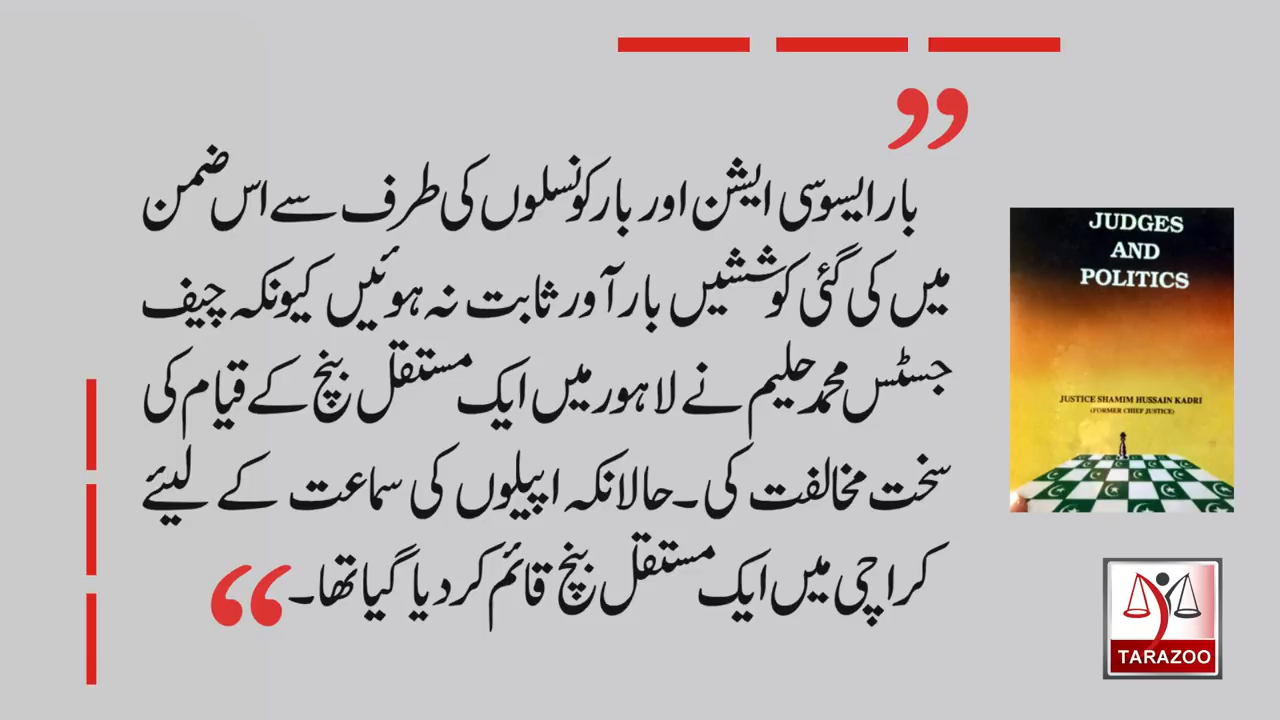 بار ایسوسی ایشن اور بار کونسلوں کی طرف سے اس ضمن
میں کی گئی کوششیں بار آور ثابت نہ ہوئیں کیونکہ چیف
جسٹس محمد حلیم نے لاہور میں ایک مستقل بنچ کے قیام کی
سخت مخالفت کی۔ حالانکہ اپیلوں کی سماعت کے لیئے
کراچی میں ایک مستقل بنچ قائم کر دیا گیا تھا۔
JUDGES
AND
POLITICS
JUSTICE SHAMIM HUSSAIN KADRI
(FORMER CHIEF JUSTICE)
TARAZOO